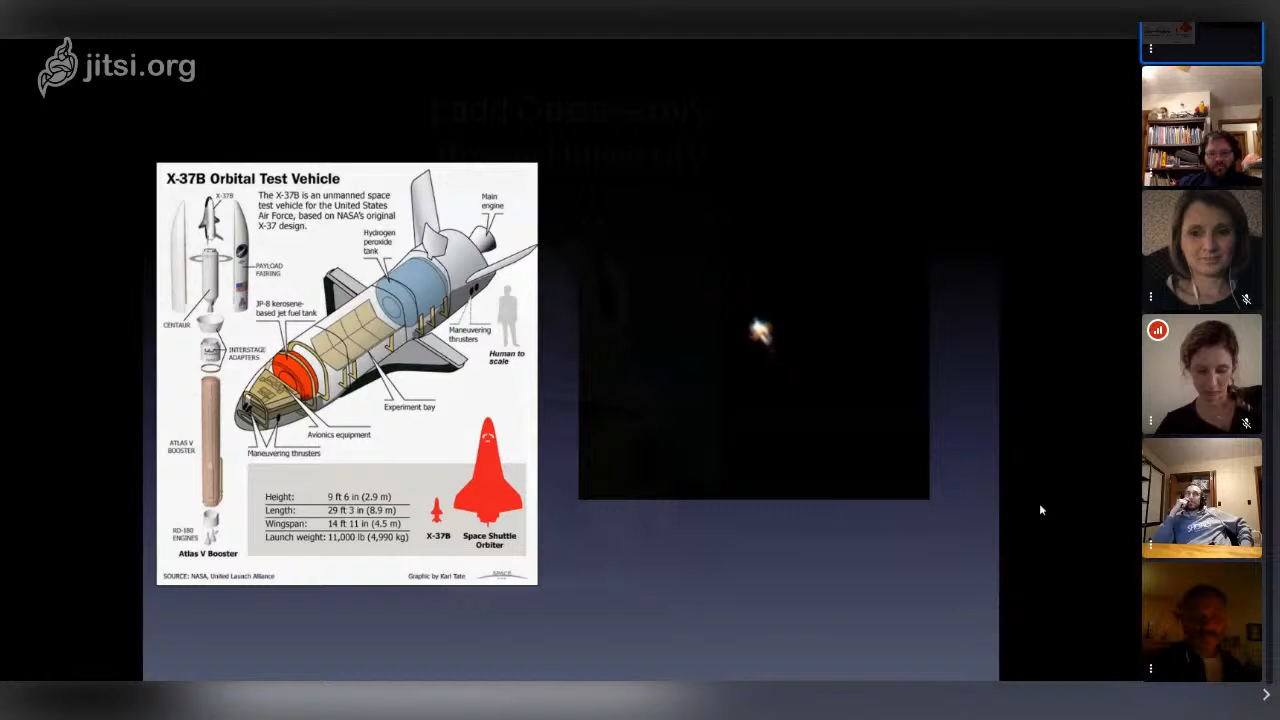 jitsi.org
X-37B Orbital Test Vehicle
X-37B
The X-37B is an unmanned space
test vehicle for the United States
Air Force, based on NASA's original
X-37 design.
Main
engine
Hydrogen
peroxide
tank
PAYLOAD
FAIRING
JP-8 kerosene-
based jet fuel tank
CENTAUR
INTERSTAGE
ADAPTERS
Maneuvering
thrusters
Human to
scale
Experiment bay
Avionics equipment
Maneuvering thrusters
ATLAS V
BOOSTER
RD-180
ENGINES
Atlas V Booster
Height: 9 ft 6 in (2.9 m)
Length: 29 ft 3 in (8.9 m)
Wingspan: 14 ft 11 in (4.5 m)
Launch weight: 11,000 lb (4,990 kg)
X-37B
Space Shuttle
Orbiter
SOURCE: NASA, United Launch Alliance
Graphic by Karl Tate
SPACE